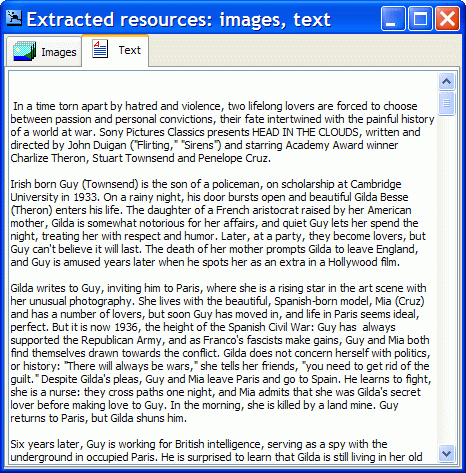 Extracted resources: images, text
Images
Text
In a time torn apart by hatred and violence, two lifelong lovers are forced to choose
between passion and personal convictions, their fate intertwined with the painful history
of a world at war. Sony Pictures Classics presents HEAD IN THE CLOUDS, written and
directed by John Duigan ("Flirting," "Sirens") and starring Academy Award winner
Charlize Theron, Stuart Townsend and Penelope Cruz.
Irish born Guy (Townsend) is the son of a policeman, on scholarship at Cambridge
University in 1933. On a rainy night, his door bursts open and beautiful Gilda Besse
(Theron) enters his life. The daughter of a French aristocrat raised by her American
mother, Gilda is somewhat notorious for her affairs, and quiet Guy lets her spend the
night, treating her with respect and humor. Later, at a party, they become lovers, but
Guy can't believe it will last. The death of her mother prompts Gilda to leave England,
and Guy is amused years later when he spots her as an extra in a Hollywood film.
Gilda writes to Guy, inviting him to Paris, where she is a rising star in the art scene with
her unusual photography. She lives with the beautiful, Spanish-born model, Mia (Cruz)
and has a number of lovers, but soon Guy has moved in, and life in Paris seems ideal,
perfect. But it is now 1936, the height of the Spanish Civil War: Guy has  always
supported the Republican Army, and as Franco's fascists make gains, Guy and Mia both
find themselves drawn towards the conflict. Gilda does not concern herself with politics,
or history: "There will always be wars," she tells her friends, "you need to get rid of the
guilt." Despite Gilda's pleas, Guy and Mia leave Paris and go to Spain. He learns to fight,
she is a nurse: they cross paths one night, and Mia admits that she was Gilda's secret
lover before making love to Guy. In the morning, she is killed by a land mine. Guy
returns to Paris, but Gilda shuns him.
Six years later, Guy is working for British intelligence, serving as a spy with the
underground in occupied Paris. He is surprised to learn that Gilda is still living in her old